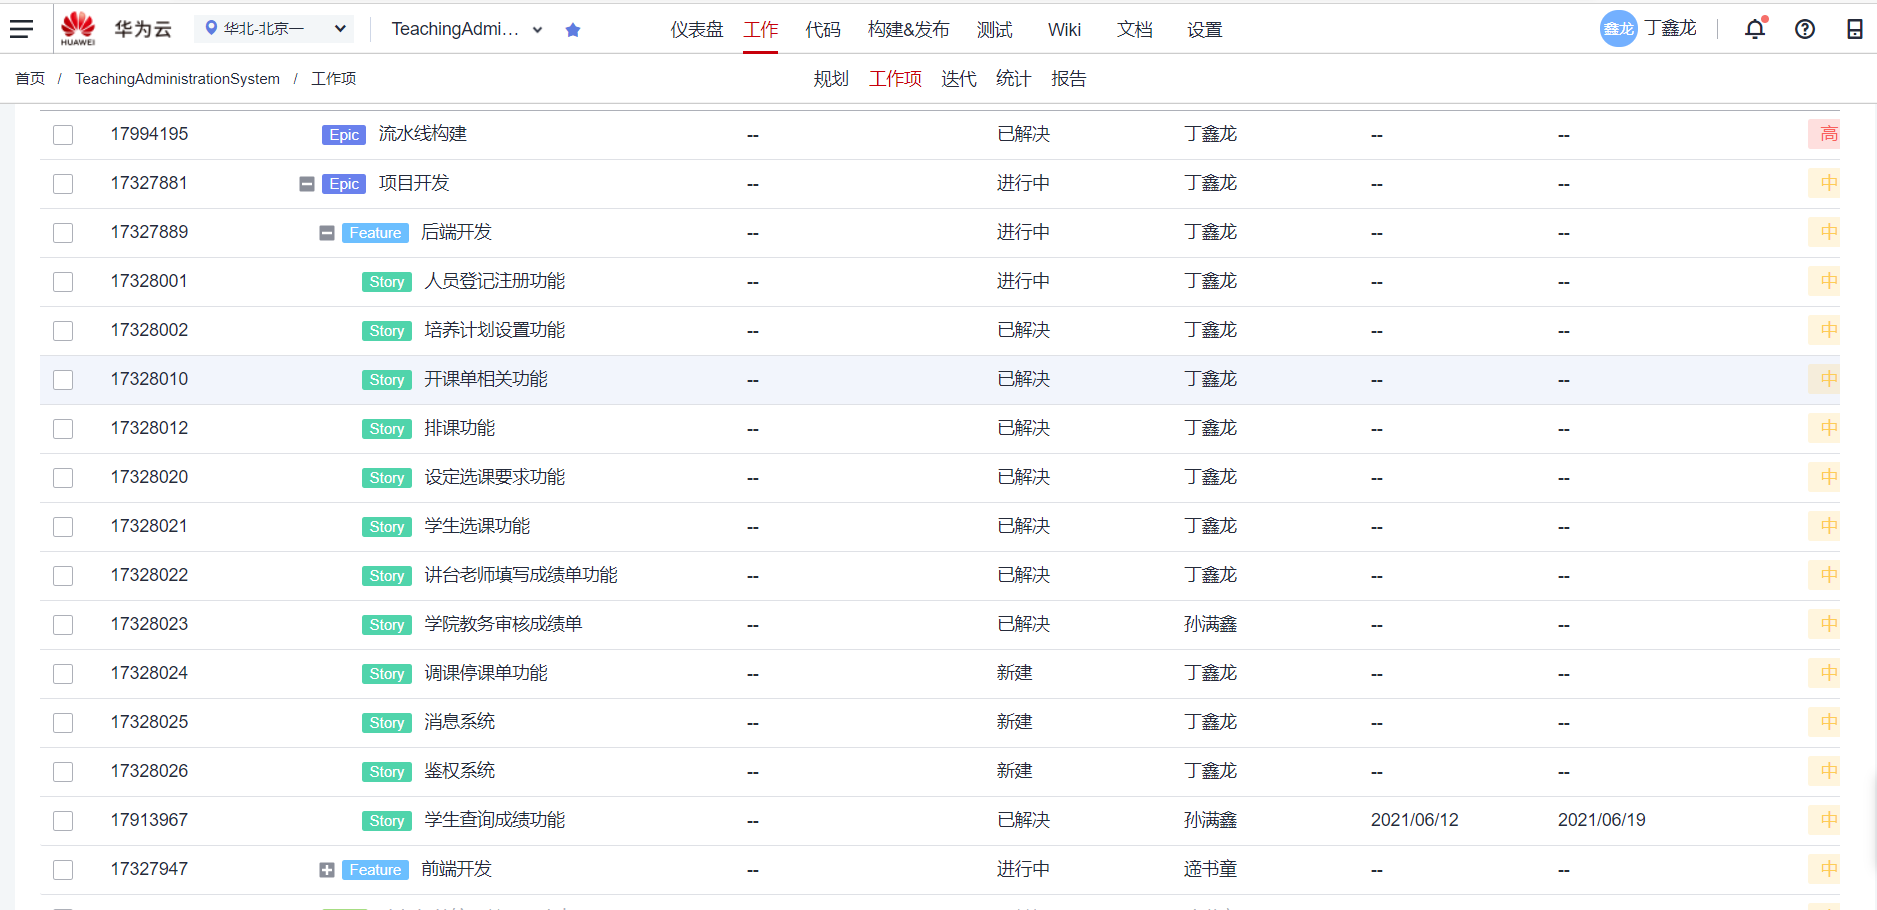 HUAWEI 华为云 华北-北京一 TeachingAdmi... 仪表盘 工作 代码 构建&发布 测试 Wiki 文档 设置 鑫龙 丁鑫龙
首页 / TeachingAdministrationSystem / 工作项 规划 工作项 迭代 统计 报告
17994195 Epic 流水线构建 -- 已解决 丁鑫龙 -- -- 高
17327881 Epic 项目开发 -- 进行中 丁鑫龙 -- -- 中
17327889 Feature 后端开发 -- 进行中 丁鑫龙 -- -- 中
17328001 Story 人员登记注册功能 -- 进行中 丁鑫龙 -- -- 中
17328002 Story 培养计划设置功能 -- 已解决 丁鑫龙 -- -- 中
17328010 Story 开课单相关功能 -- 已解决 丁鑫龙 -- -- 中
17328012 Story 排课功能 -- 已解决 丁鑫龙 -- -- 中
17328020 Story 设定选课要求功能 -- 已解决 丁鑫龙 -- -- 中
17328021 Story 学生选课功能 -- 已解决 丁鑫龙 -- -- 中
17328022 Story 讲台老师填写成绩单功能 -- 已解决 丁鑫龙 -- -- 中
17328023 Story 学院教务审核成绩单 -- 已解决 孙满鑫 -- -- 中
17328024 Story 调课停课单功能 -- 新建 丁鑫龙 -- -- 中
17328025 Story 消息系统 -- 新建 丁鑫龙 -- -- 中
17328026 Story 鉴权系统 -- 新建 丁鑫龙 -- -- 中
17913967 Story 学生查询成绩功能 -- 已解决 孙满鑫 2021/06/12 2021/06/19 中
17327947 Feature 前端开发 -- 进行中 遆书童 -- -- 中